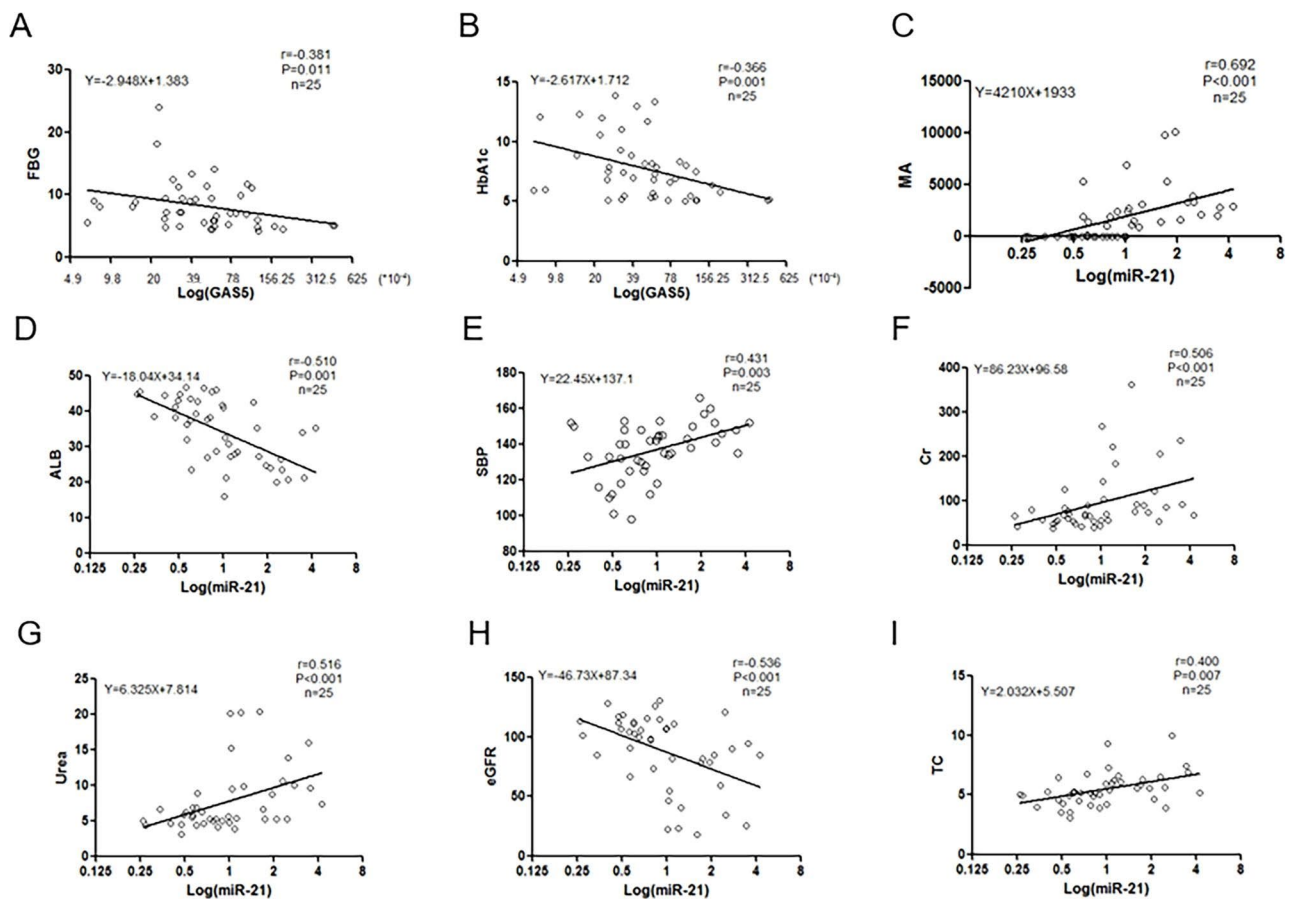 A
r=-0.381
P=0.011
n=25
Y=-2.948X+1.383
30
20
10
0
FBG
4.9 9.8 20 39. 78 156.25 312.5 625 (*10⁻⁴)
Log(GAS5)
B
r=-0.366
P=0.001
n=25
Y=-2.617X+1.712
15
10
5
0
HbA1c
4.9 9.8 20 39 78 156.25 312.5 625 (*10⁻⁴)
Log(GAS5)
C
r=0.692
P<0.001
n=25
Y=4210X+1933
15000
10000
5000
0
-5000
MA
0.25 0.5 1 2 4 8
Log(miR-21)
D
r=-0.510
P=0.001
n=25
Y=-18.04X+34.14
50
40
30
20
10
0
ALB
0.125 0.25 0.5 1 2 4 8
Log(miR-21)
E
r=0.431
P=0.003
n=25
Y=22.45X+137.1
180
160
140
120
100
80
SBP
0.125 0.25 0.5 1 2 4 8
Log(miR-21)
F
r=0.506
P<0.001
n=25
Y=86.23X+96.58
400
300
200
100
0
Cr
0.125 0.25 0.5 1 2 4 8
Log(miR-21)
G
r=0.516
P<0.001
n=25
Y=6.325X+7.814
25
20
15
10
5
0
Urea
0.125 0.25 0.5 1 2 4 8
Log(miR-21)
H
r=-0.536
P<0.001
n=25
Y=-46.73X+87.34
150
100
50
0
eGFR
0.125 0.25 0.5 1 2 4 8
Log(miR-21)
I
r=0.400
P=0.007
n=25
Y=2.032X+5.507
15
10
5
0
TC
0.125 0.25 0.5 1 2 4 8
Log(miR-21)